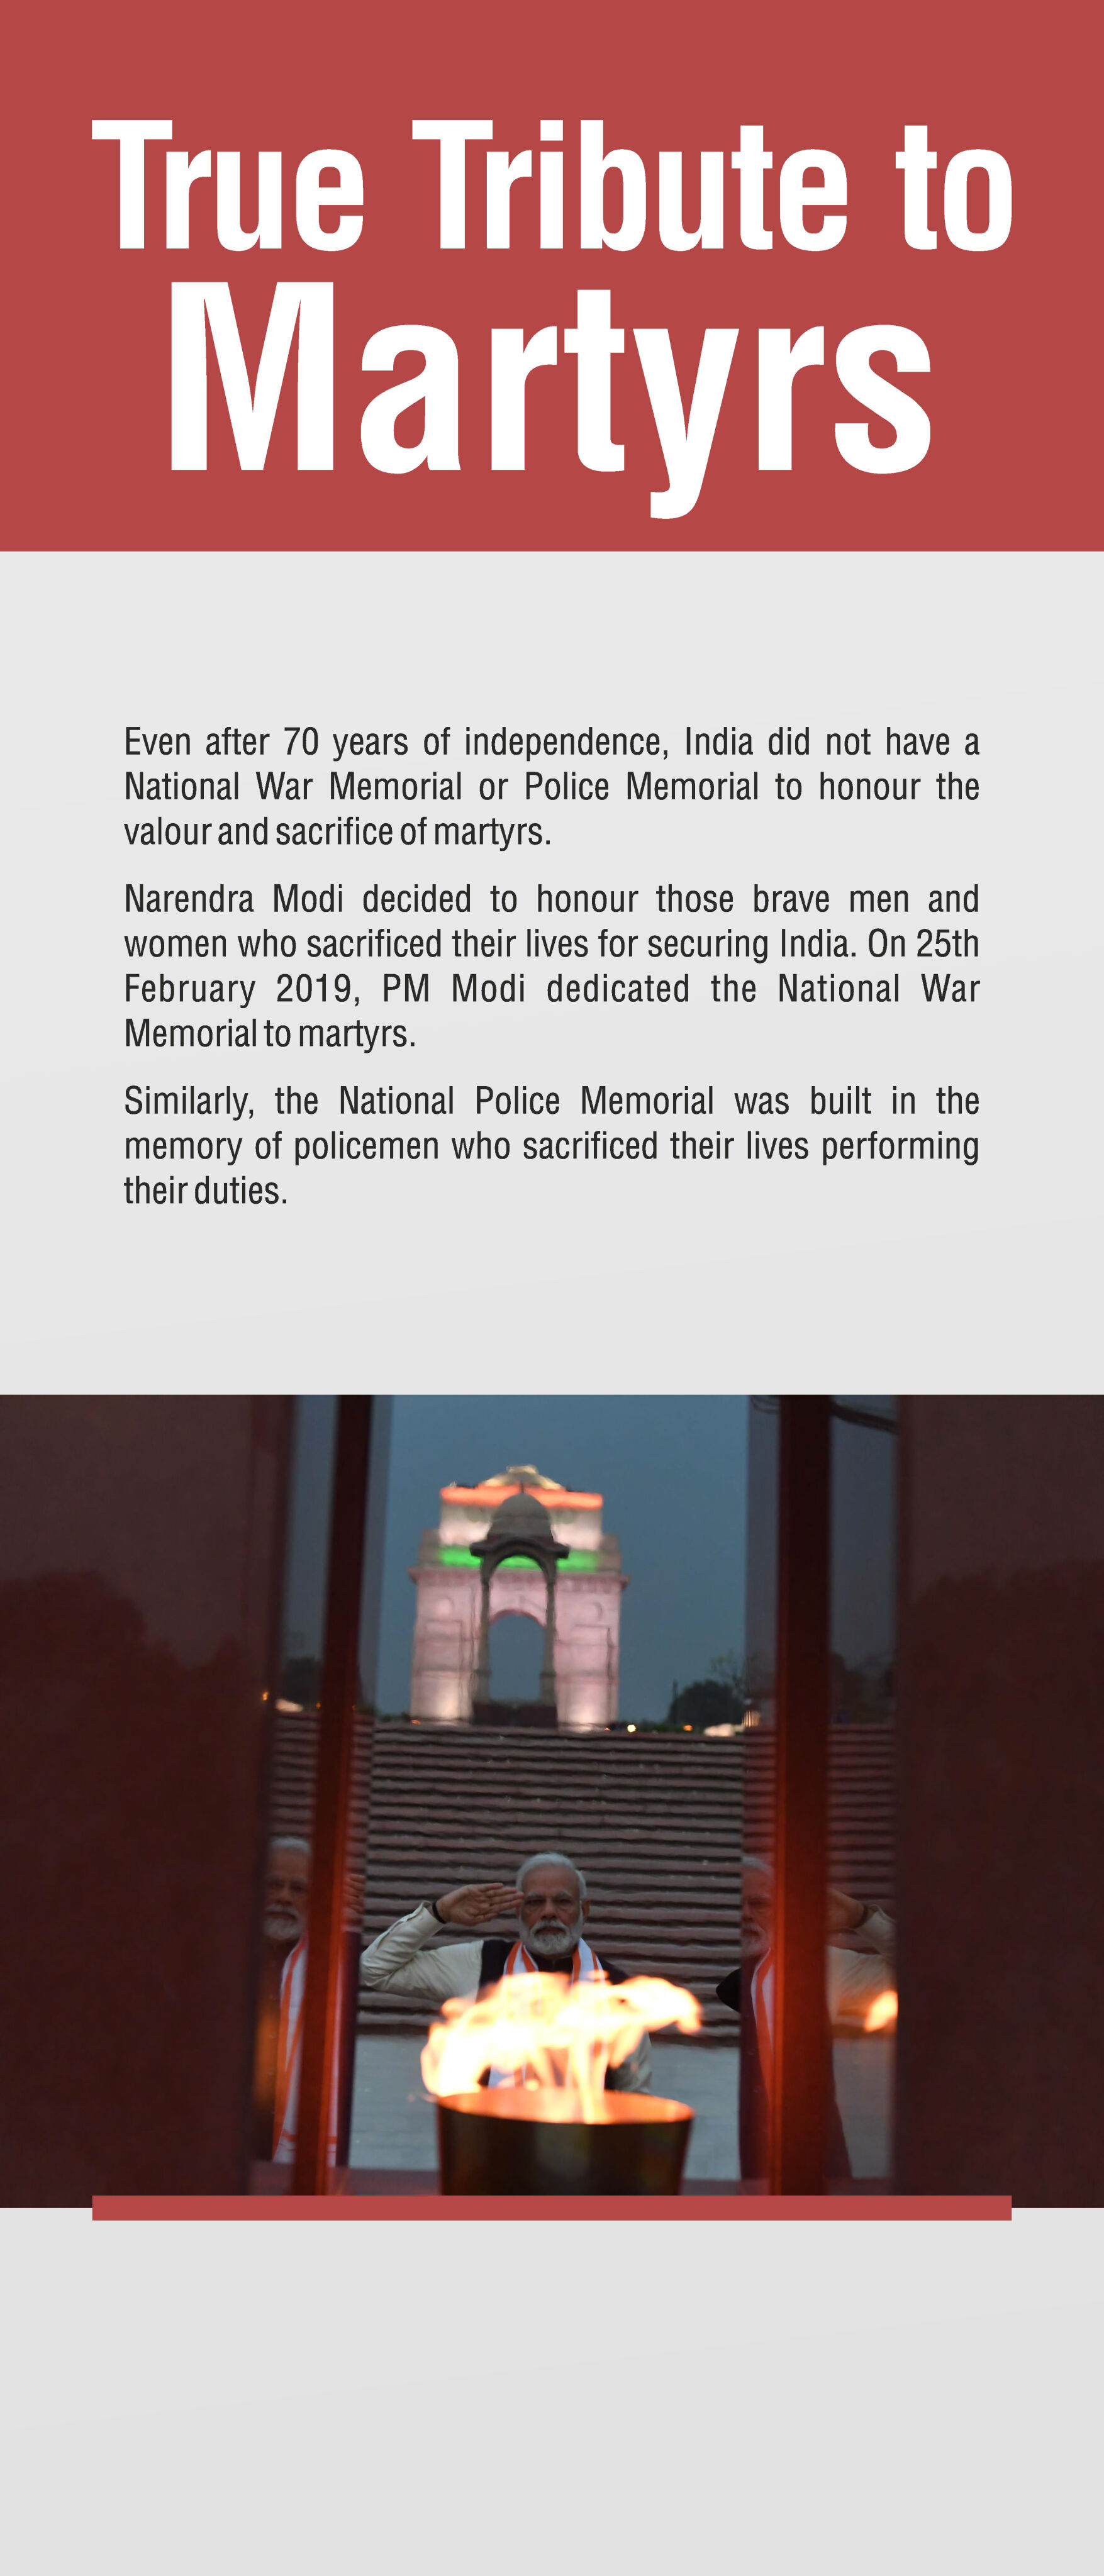 True Tribute to
Martyrs
Even after 70 years of independence, India did not have a
National War Memorial or Police Memorial to honour the
valour and sacrifice of martyrs.
Narendra Modi decided to honour those brave men and
women who sacrificed their lives for securing India. On 25th
February 2019, PM Modi dedicated the National War
Memorial to martyrs.
Similarly, the National Police Memorial was built in the
memory of policemen who sacrificed their lives performing
their duties.